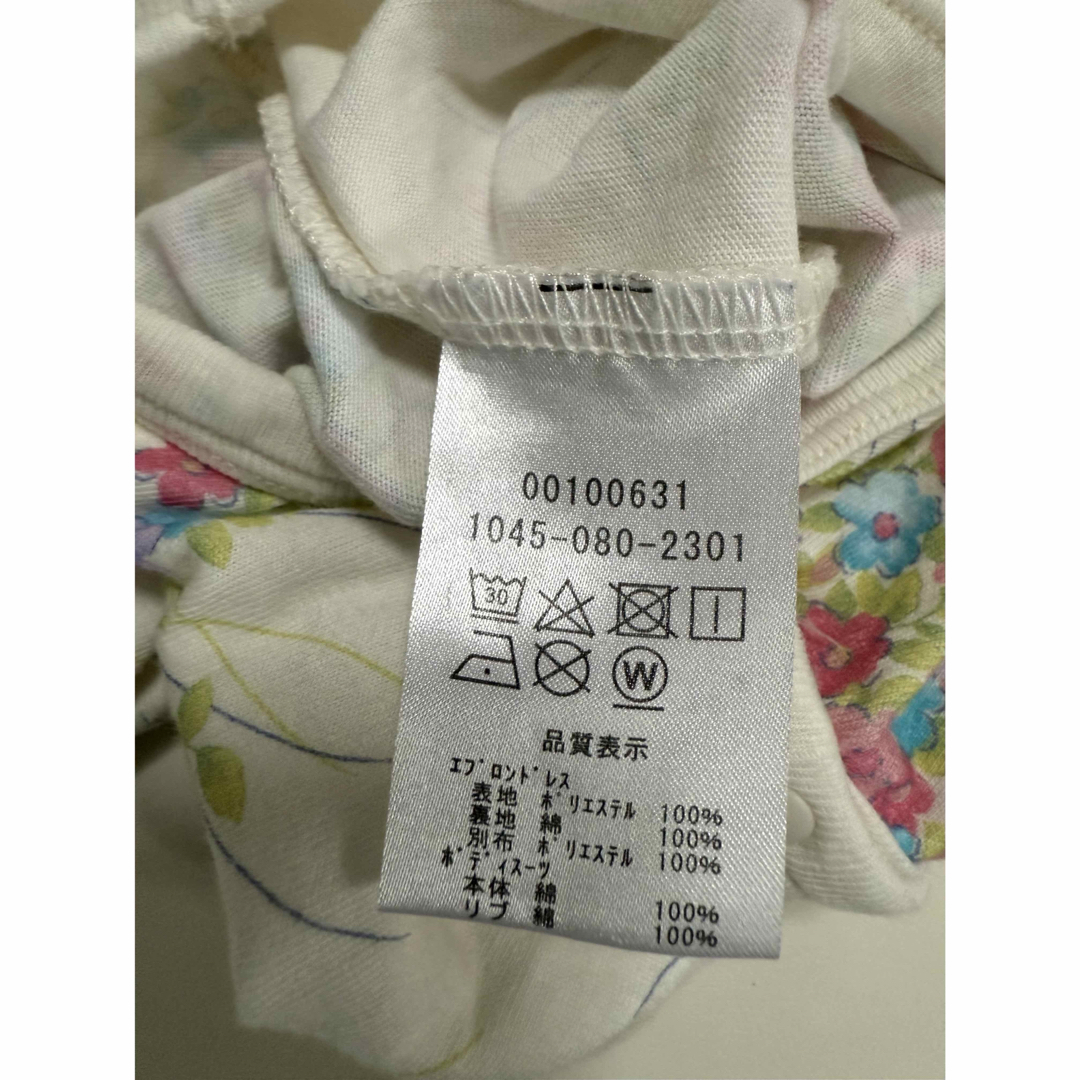 00100631
1045-080-2301
30
W
品質表示
エプロンドレス
表地 ポリエステル 100%
裏地 綿 100%
別布 ポリエステル 100%
ボディスーツ
本体 綿 100%
リブ 綿 100%